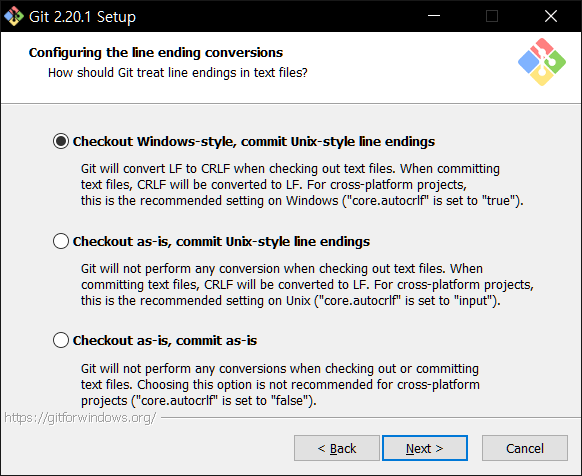 Git 2.20.1 Setup
Configuring the line ending conversions
How should Git treat line endings in text files?
Checkout Windows-style, commit Unix-style line endings
Git will convert LF to CRLF when checking out text files. When committing
text files, CRLF will be converted to LF. For cross-platform projects,
this is the recommended setting on Windows ("core.autocrlf" is set to "true").
Checkout as-is, commit Unix-style line endings
Git will not perform any conversion when checking out text files. When
committing text files, CRLF will be converted to LF. For cross-platform projects,
this is the recommended setting on Unix ("core.autocrlf" is set to "input").
Checkout as-is, commit as-is
Git will not perform any conversions when checking out or committing
text files. Choosing this option is not recommended for cross-platform
projects ("core.autocrlf" is set to "false").
https://gitforwindows.org/
< Back Next > Cancel